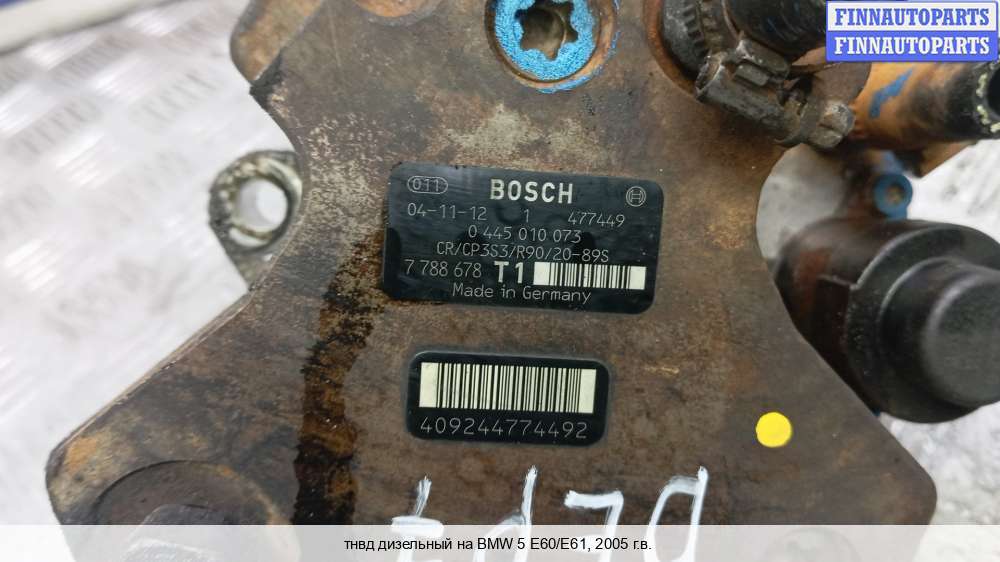 FINNAUTOPARTS
FINNAUTOPARTS
011 BOSCH
04-11-12 1 477449
0 445 010 073
CR/CP3S3/R90/20-89S
7 788 678 T1
Made in Germany
409244774492
тнвд дизельный на BMW 5 E60/E61, 2005 г.в.